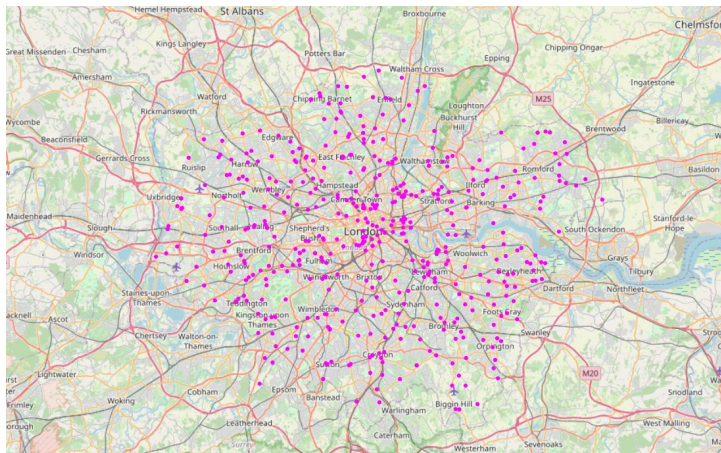 Hemel Hempstead
St Albans
Broxbourne
Chelmsfo
Great Missenden
Chesham
Kings Langley
Potters Bar
Waltham Cross
Epping
Chipping Ongar
Amersham
Watford
Chipping Barnet
Enfield
Loughton
M25
Ingatestone
Rickmansworth
Buckhurst
Hill
Billericay
Wycombe
Beaconsfield
Gerrards Cross
Edgware
Brentwood
Ruislip
Harrow
East Finchley
Walthamstow
Romford
Basildon
Uxbridge
Northolt
Wembley
Hampstead
Camden Town
Stratford
Ilford
Barking
Maidenhead
Slough
Southall
Ealing
Shepherd's
Bush
London
South Ockendon
Stanford-le
Hope
Windsor
Brentford
Hounslow
Fulham
Wandsworth
Brixton
Lewisham
Catford
Woolwich
Bexleyheath
Grays
Tilbury
Staines-upon
Thames
Teddington
Dartford
Northfleet
Kingston-upon
Thames
Wimbledon
Sydenham
Foots Cray
cknell
Ascot
Chertsey
Walton-on
Thames
Bromley
Swanley
Stroo
Sutton
Croydon
Orpington
Lightwater
Woking
Cobham
Epsom
Banstead
Biggin Hill
M20
Snodland
Frimley
Warlingham
Leatherhead
Caterham
West Malling
Surrey
Westerham
Sevenoaks